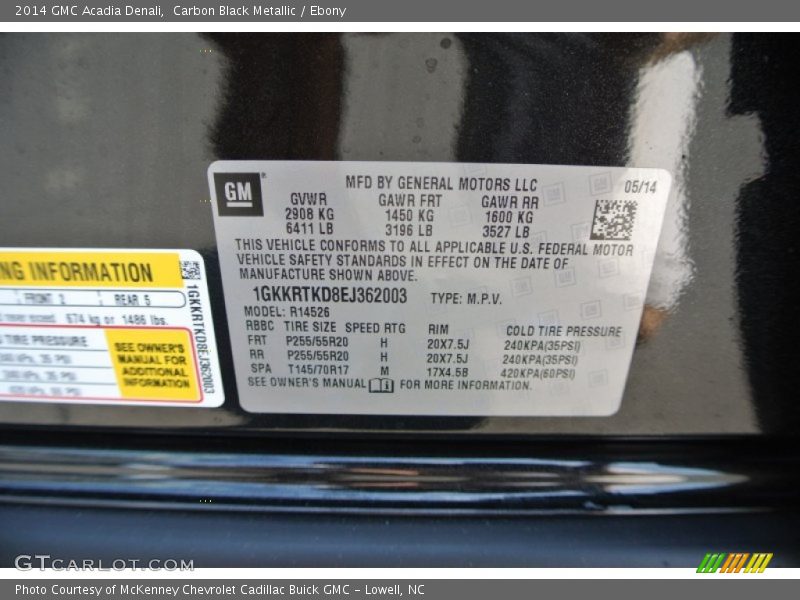 2014 GMC Acadia Denali,  Carbon Black Metallic / Ebony
GM
MFD BY GENERAL MOTORS LLC
05/14
GVWR GAWR FRT GAWR RR
2908 KG 1450 KG 1600 KG
6411 LB 3196 LB 3527 LB
THIS VEHICLE CONFORMS TO ALL APPLICABLE U.S. FEDERAL MOTOR
VEHICLE SAFETY STANDARDS IN EFFECT ON THE DATE OF
MANUFACTURE SHOWN ABOVE.
1GKKRTKD8EJ362003 TYPE: M.P.V.
MODEL: R14526
RBBC TIRE SIZE SPEED RTG RIM COLD TIRE PRESSURE
FRT P255/55R20 H 20X7.5J 240KPA(35PSI)
RR P255/55R20 H 20X7.5J 240KPA(35PSI)
SPA T145/70R17 M 17X4.5B 420KPA(60PSI)
SEE OWNER'S MANUAL FOR MORE INFORMATION.
NG INFORMATION
FRONT 2 REAR 5
never exceed 674 kg or 1486 lbs.
TIRE PRESSURE
SEE OWNER'S
MANUAL FOR
ADDITIONAL
INFORMATION
1GKKRTKD8EJ362003
GTCARLOT.COM
Photo Courtesy of McKenney Chevrolet Cadillac Buick GMC - Lowell, NC